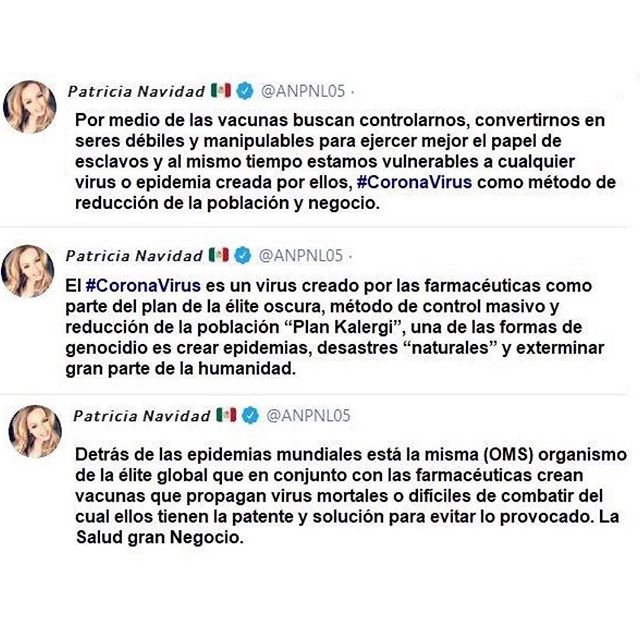 Patricia Navidad 🇲🇽 @ANPNL05 ·
Por medio de las vacunas buscan controlarnos, convertirnos en
seres débiles y manipulables para ejercer mejor el papel de
esclavos y al mismo tiempo estamos vulnerables a cualquier
virus o epidemia creada por ellos, #CoronaVirus como método de
reducción de la población y negocio.
Patricia Navidad 🇲🇽 @ANPNL05 ·
El #CoronaVirus es un virus creado por las farmacéuticas como
parte del plan de la élite oscura, método de control masivo y
reducción de la población “Plan Kalergi”, una de las formas de
genocidio es crear epidemias, desastres “naturales” y exterminar
gran parte de la humanidad.
Patricia Navidad 🇲🇽 @ANPNL05
Detrás de las epidemias mundiales está la misma (OMS) organismo
de la élite global que en conjunto con las farmacéuticas crean
vacunas que propagan virus mortales o difíciles de combatir del
cual ellos tienen la patente y solución para evitar lo provocado. La
Salud gran Negocio.